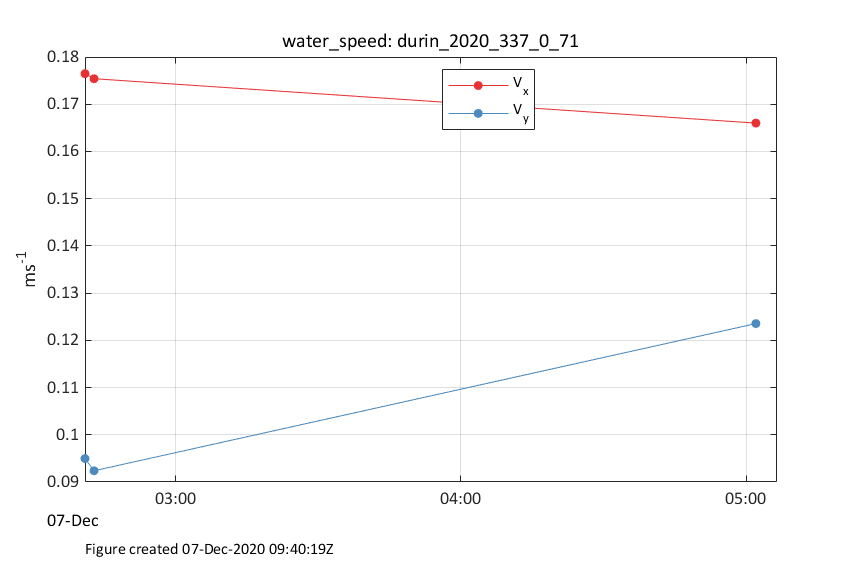 water_speed: durin_2020_337_0_71
0.18
0.17
0.16
0.15
0.14
0.13
0.12
0.11
0.1
0.09
ms-1
Vx
Vy
03:00 04:00 05:00
07-Dec
Figure created 07-Dec-2020 09:40:19Z